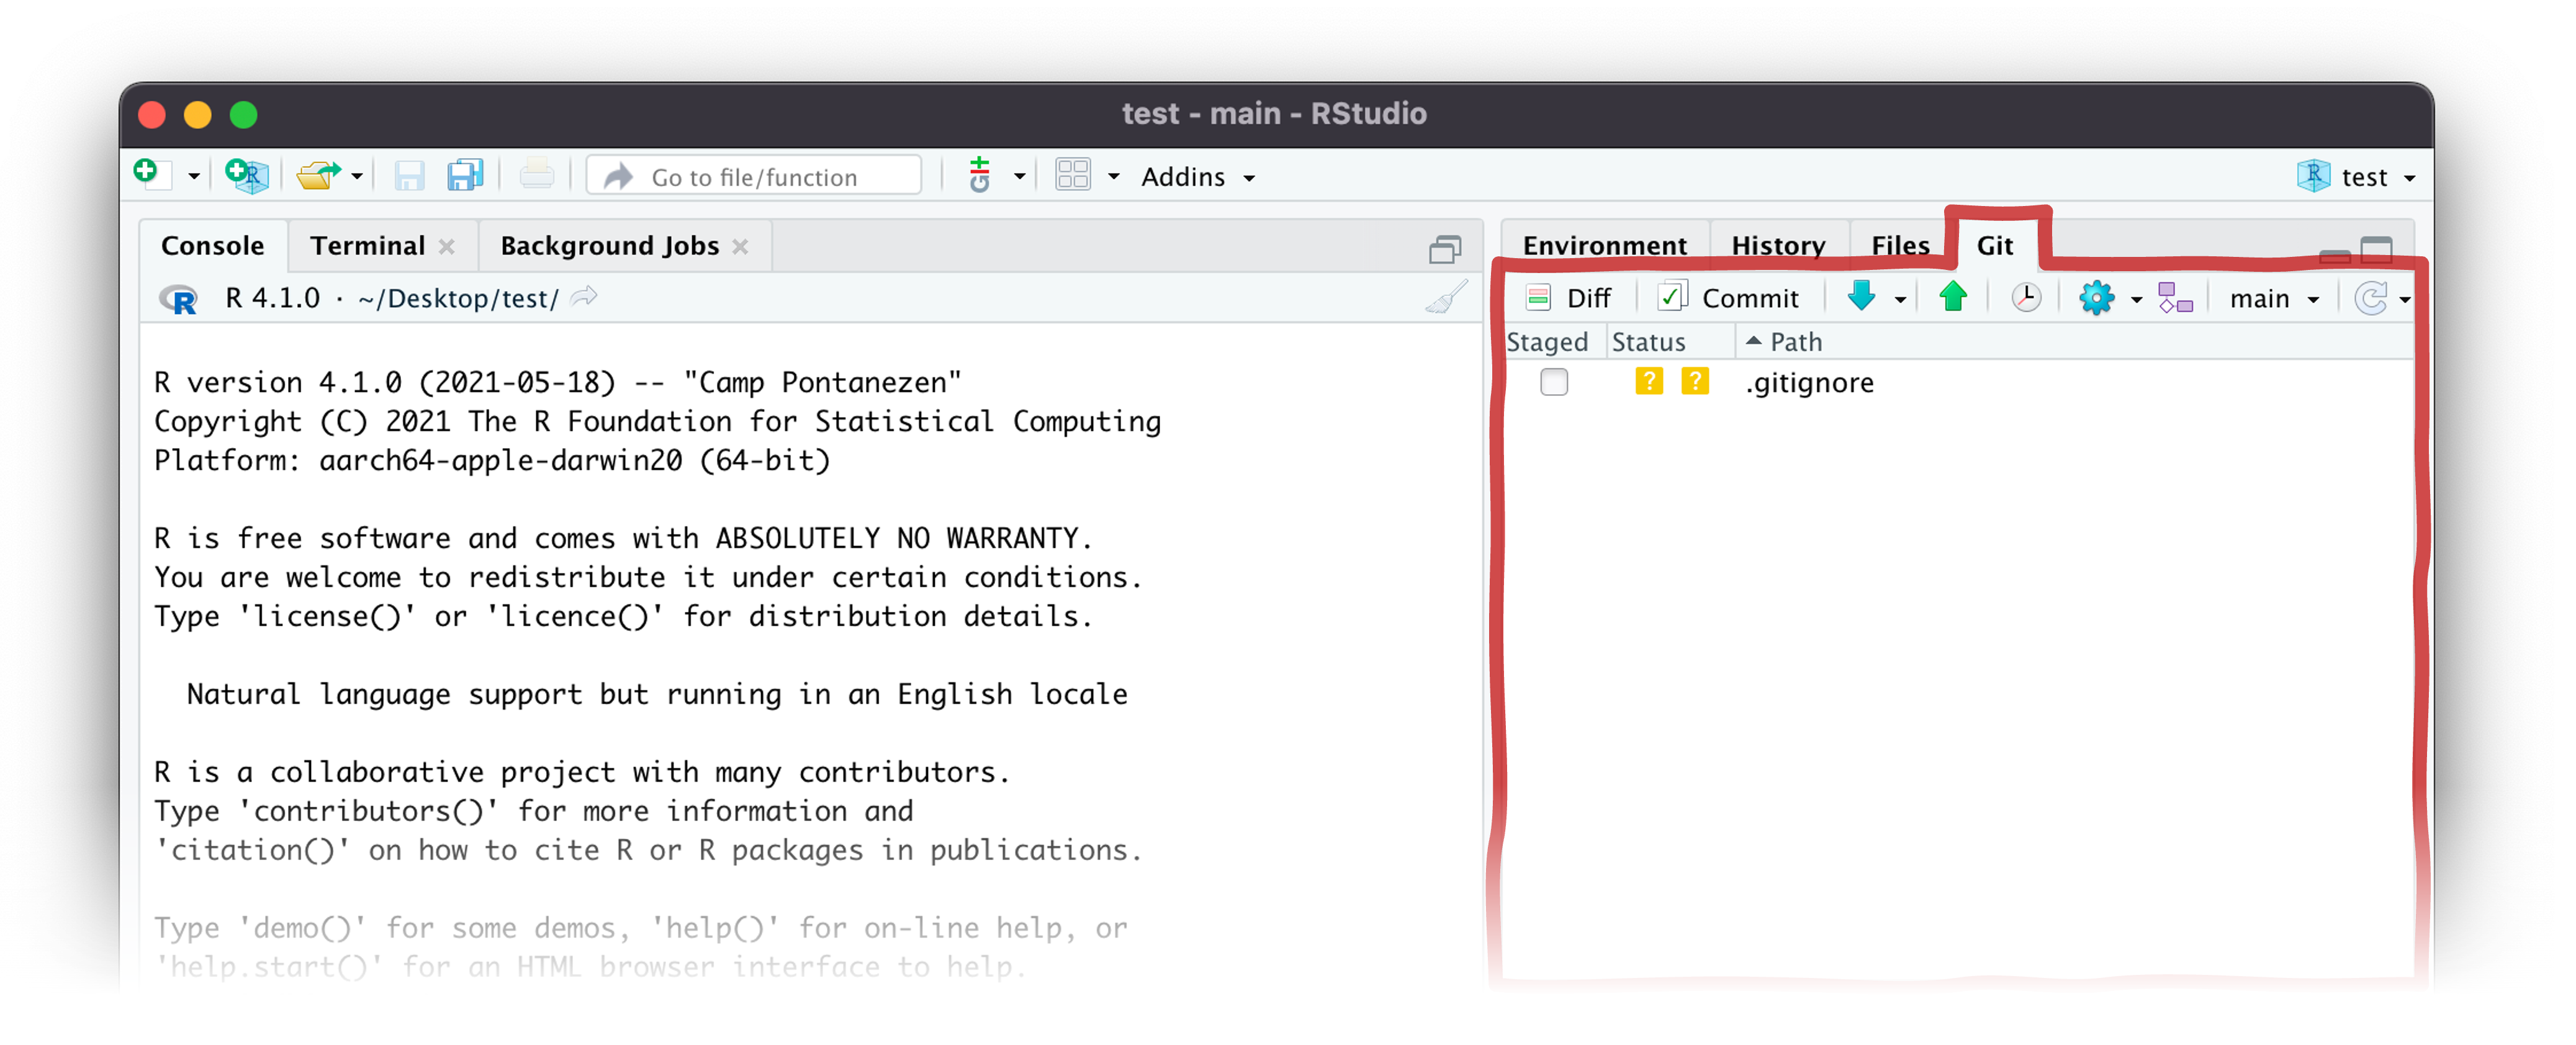 test - main - RStudio
Go to file/function
Addins
test
Console
Terminal
Background Jobs
R 4.1.0 · ~/Desktop/test/
R version 4.1.0 (2021-05-18) -- "Camp Pontanezen"
Copyright (C) 2021 The R Foundation for Statistical Computing
Platform: aarch64-apple-darwin20 (64-bit)
R is free software and comes with ABSOLUTELY NO WARRANTY.
You are welcome to redistribute it under certain conditions.
Type 'license()' or 'licence()' for distribution details.
Natural language support but running in an English locale
R is a collaborative project with many contributors.
Type 'contributors()' for more information and
'citation()' on how to cite R or R packages in publications.
Type 'demo()' for some demos, 'help()' for on-line help, or
'help.start()' for an HTML browser interface to help.
Environment
History
Files
Git
Diff
Commit
main
Staged
Status
Path
? ? .gitignore